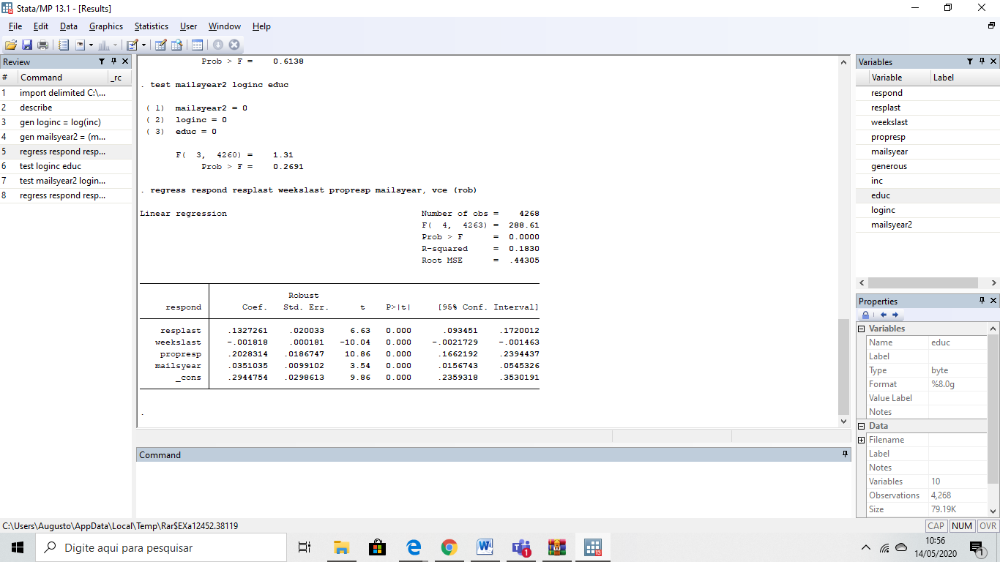 Stata/MP 13.1 - [Results]
File Edit Data Graphics Statistics User Window Help
Review
# Command _rc
1 import delimited C:\...
2 describe
3 gen loginc = log(inc)
4 gen mailsyear2 = (m...
5 regress respond resp...
6 test loginc educ
7 test mailsyear2 login...
8 regress respond resp...
Prob > F = 0.6138
. test mailsyear2 loginc educ
( 1) mailsyear2 = 0
( 2) loginc = 0
( 3) educ = 0
F( 3, 4260) = 1.31
Prob > F = 0.2691
. regress respond resplast weekslast propresp mailsyear, vce (rob)
Linear regression Number of obs = 4268
F( 4, 4263) = 288.61
Prob > F = 0.0000
R-squared = 0.1830
Root MSE = .44305
Robust
respond Coef. Std. Err. t P>|t| [95% Conf. Interval]
resplast .1327261 .020033 6.63 0.000 .093451 .1720012
weekslast -.001818 .000181 -10.04 0.000 -.0021729 -.001463
propresp .2028314 .0186747 10.86 0.000 .1662192 .2394437
mailsyear .0351035 .0099102 3.54 0.000 .0156743 .0545326
_cons .2944754 .0298613 9.86 0.000 .2359318 .3530191
.
Command
Variables
Variable Label
respond
resplast
weekslast
propresp
mailsyear
generous
inc
educ
loginc
mailsyear2
Properties
Variables
Name educ
Label
Type byte
Format %8.0g
Value Label
Notes
Data
Filename
Label
Notes
Variables 10
Observations 4,268
Size 79.19K
C:\Users\Augusto\AppData\Local\Temp\Rar$EXa12452.38119
CAP NUM OVR
Digite aqui para pesquisar
1
13
10:56
14/05/2020
1